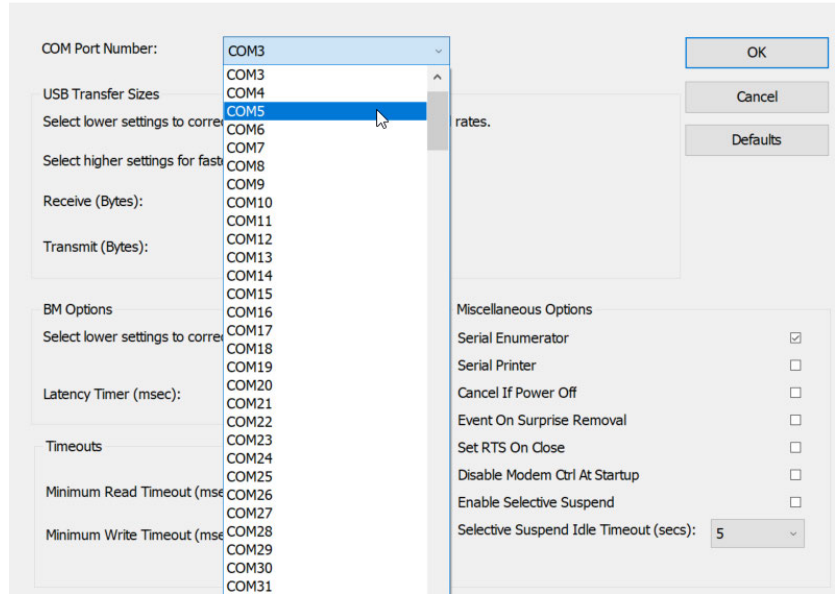 COM Port Number:
COM3
OK
Cancel
Defaults
USB Transfer Sizes
Select lower settings to corre
rates.
Select higher settings for fast
Receive (Bytes):
Transmit (Bytes):
COM3
COM4
COM5
COM6
COM7
COM8
COM9
COM10
COM11
COM12
COM13
COM14
COM15
COM16
COM17
COM18
COM19
COM20
COM21
COM22
COM23
COM24
COM25
COM26
COM27
COM28
COM29
COM30
COM31
BM Options
Select lower settings to corre
Latency Timer (msec):
Timeouts
Minimum Read Timeout (mse
Minimum Write Timeout (mse
Miscellaneous Options
Serial Enumerator
Serial Printer
Cancel If Power Off
Event On Surprise Removal
Set RTS On Close
Disable Modem Ctrl At Startup
Enable Selective Suspend
Selective Suspend Idle Timeout (secs): 5